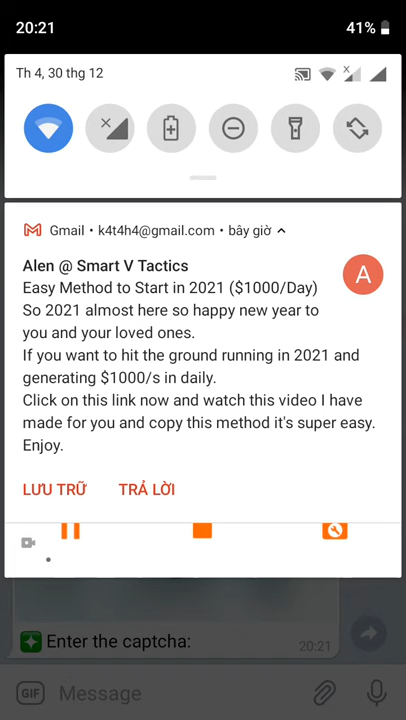 20:21
41%
Th 4, 30 thg 12
Gmail • k4t4h4@gmail.com • bây giờ
Alen @ Smart V Tactics
A
Easy Method to Start in 2021 ($1000/Day)
So 2021 almost here so happy new year to
you and your loved ones.
If you want to hit the ground running in 2021 and
generating $1000/s in daily.
Click on this link now and watch this video I have
made for you and copy this method it's super easy.
Enjoy.
LƯU TRỮ TRẢ LỜI
Enter the captcha:
20:21
GIF Message